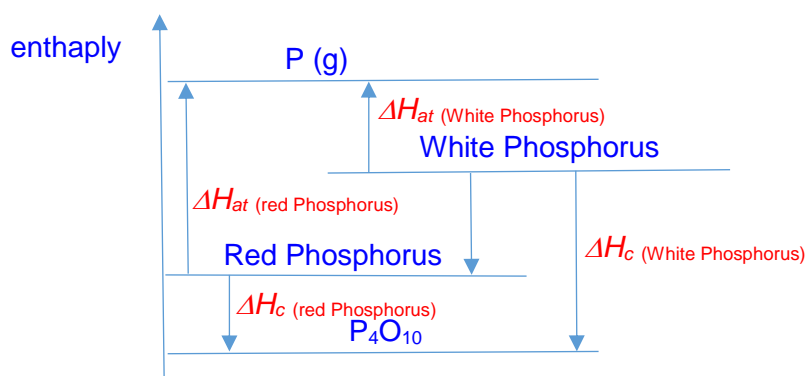 enthaply
P (g)
ΔHat (White Phosphorus)
White Phosphorus
ΔHat (red Phosphorus)
Red Phosphorus
ΔHc (White Phosphorus)
ΔHc (red Phosphorus)
P₄O₁₀